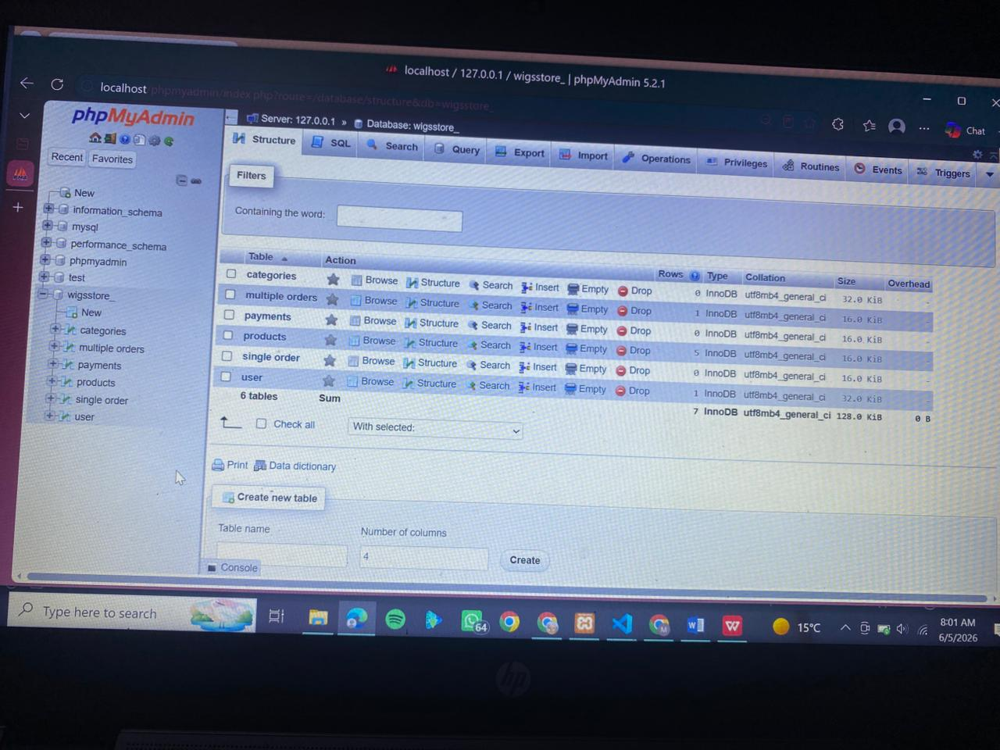 localhost / 127.0.0.1 / wigsstore_ | phpMyAdmin 5.2.1
localhost/phpmyadmin/index.php?route=/database/structure&db=wigsstore_
Chat
phpMyAdmin
Recent Favorites
New
information_schema
mysql
performance_schema
phpmyadmin
test
wigsstore_
New
categories
multiple orders
payments
products
single order
user
Server: 127.0.0.1 » Database: wigsstore_
Structure SQL Search Query Export Import Operations Privileges Routines Events Triggers
Filters
Containing the word:
Table Action Rows Type Collation Size Overhead
categories Browse Structure Search Insert Empty Drop 0 InnoDB utf8mb4_general_ci 32.0 KiB -
multiple orders Browse Structure Search Insert Empty Drop 1 InnoDB utf8mb4_general_ci 16.0 KiB -
payments Browse Structure Search Insert Empty Drop 0 InnoDB utf8mb4_general_ci 16.0 KiB -
products Browse Structure Search Insert Empty Drop 5 InnoDB utf8mb4_general_ci 16.0 KiB -
single order Browse Structure Search Insert Empty Drop 0 InnoDB utf8mb4_general_ci 16.0 KiB -
user Browse Structure Search Insert Empty Drop 1 InnoDB utf8mb4_general_ci 32.0 KiB -
6 tables Sum 7 InnoDB utf8mb4_general_ci 128.0 KiB 0 B
Check all With selected:
Print Data dictionary
Create new table
Table name Number of columns
4 Create
Console
Type here to search
64
15°C
8:01 AM
6/5/2026
hp